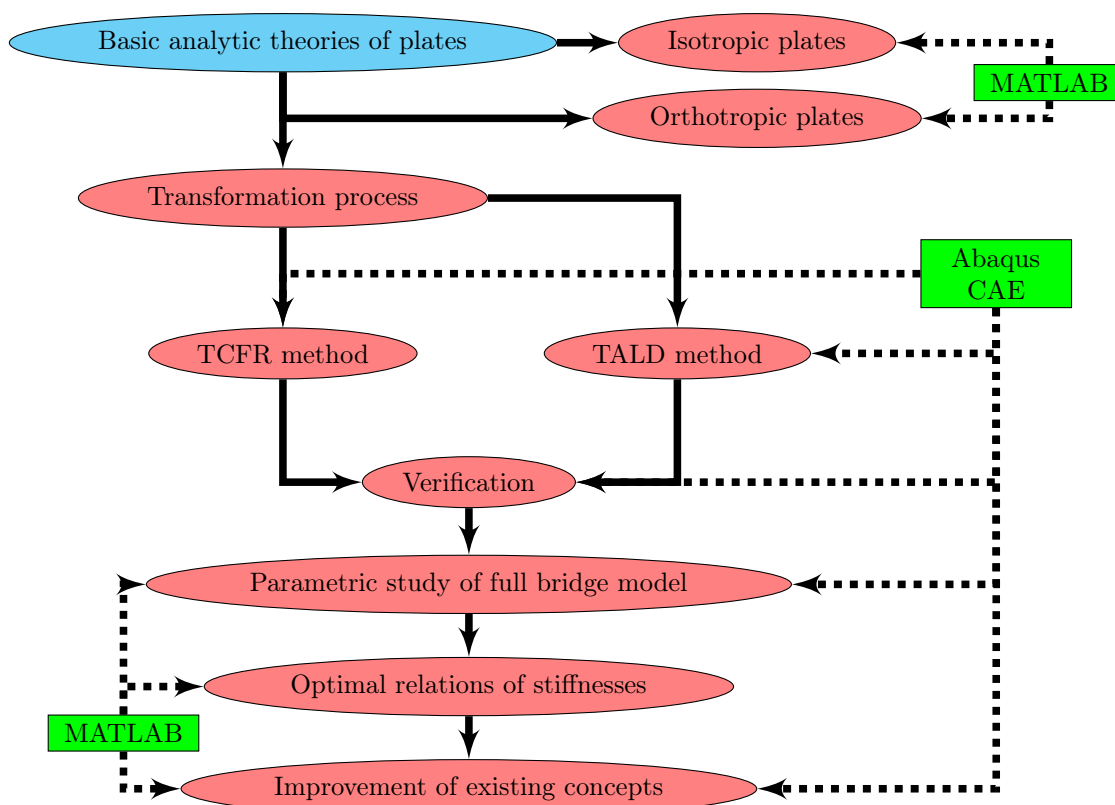 Basic analytic theories of plates
Isotropic plates
MATLAB
Orthotropic plates
Transformation process
Abaqus
CAE
TCFR method
TALD method
Verification
Parametric study of full bridge model
Optimal relations of stiffnesses
MATLAB
Improvement of existing concepts